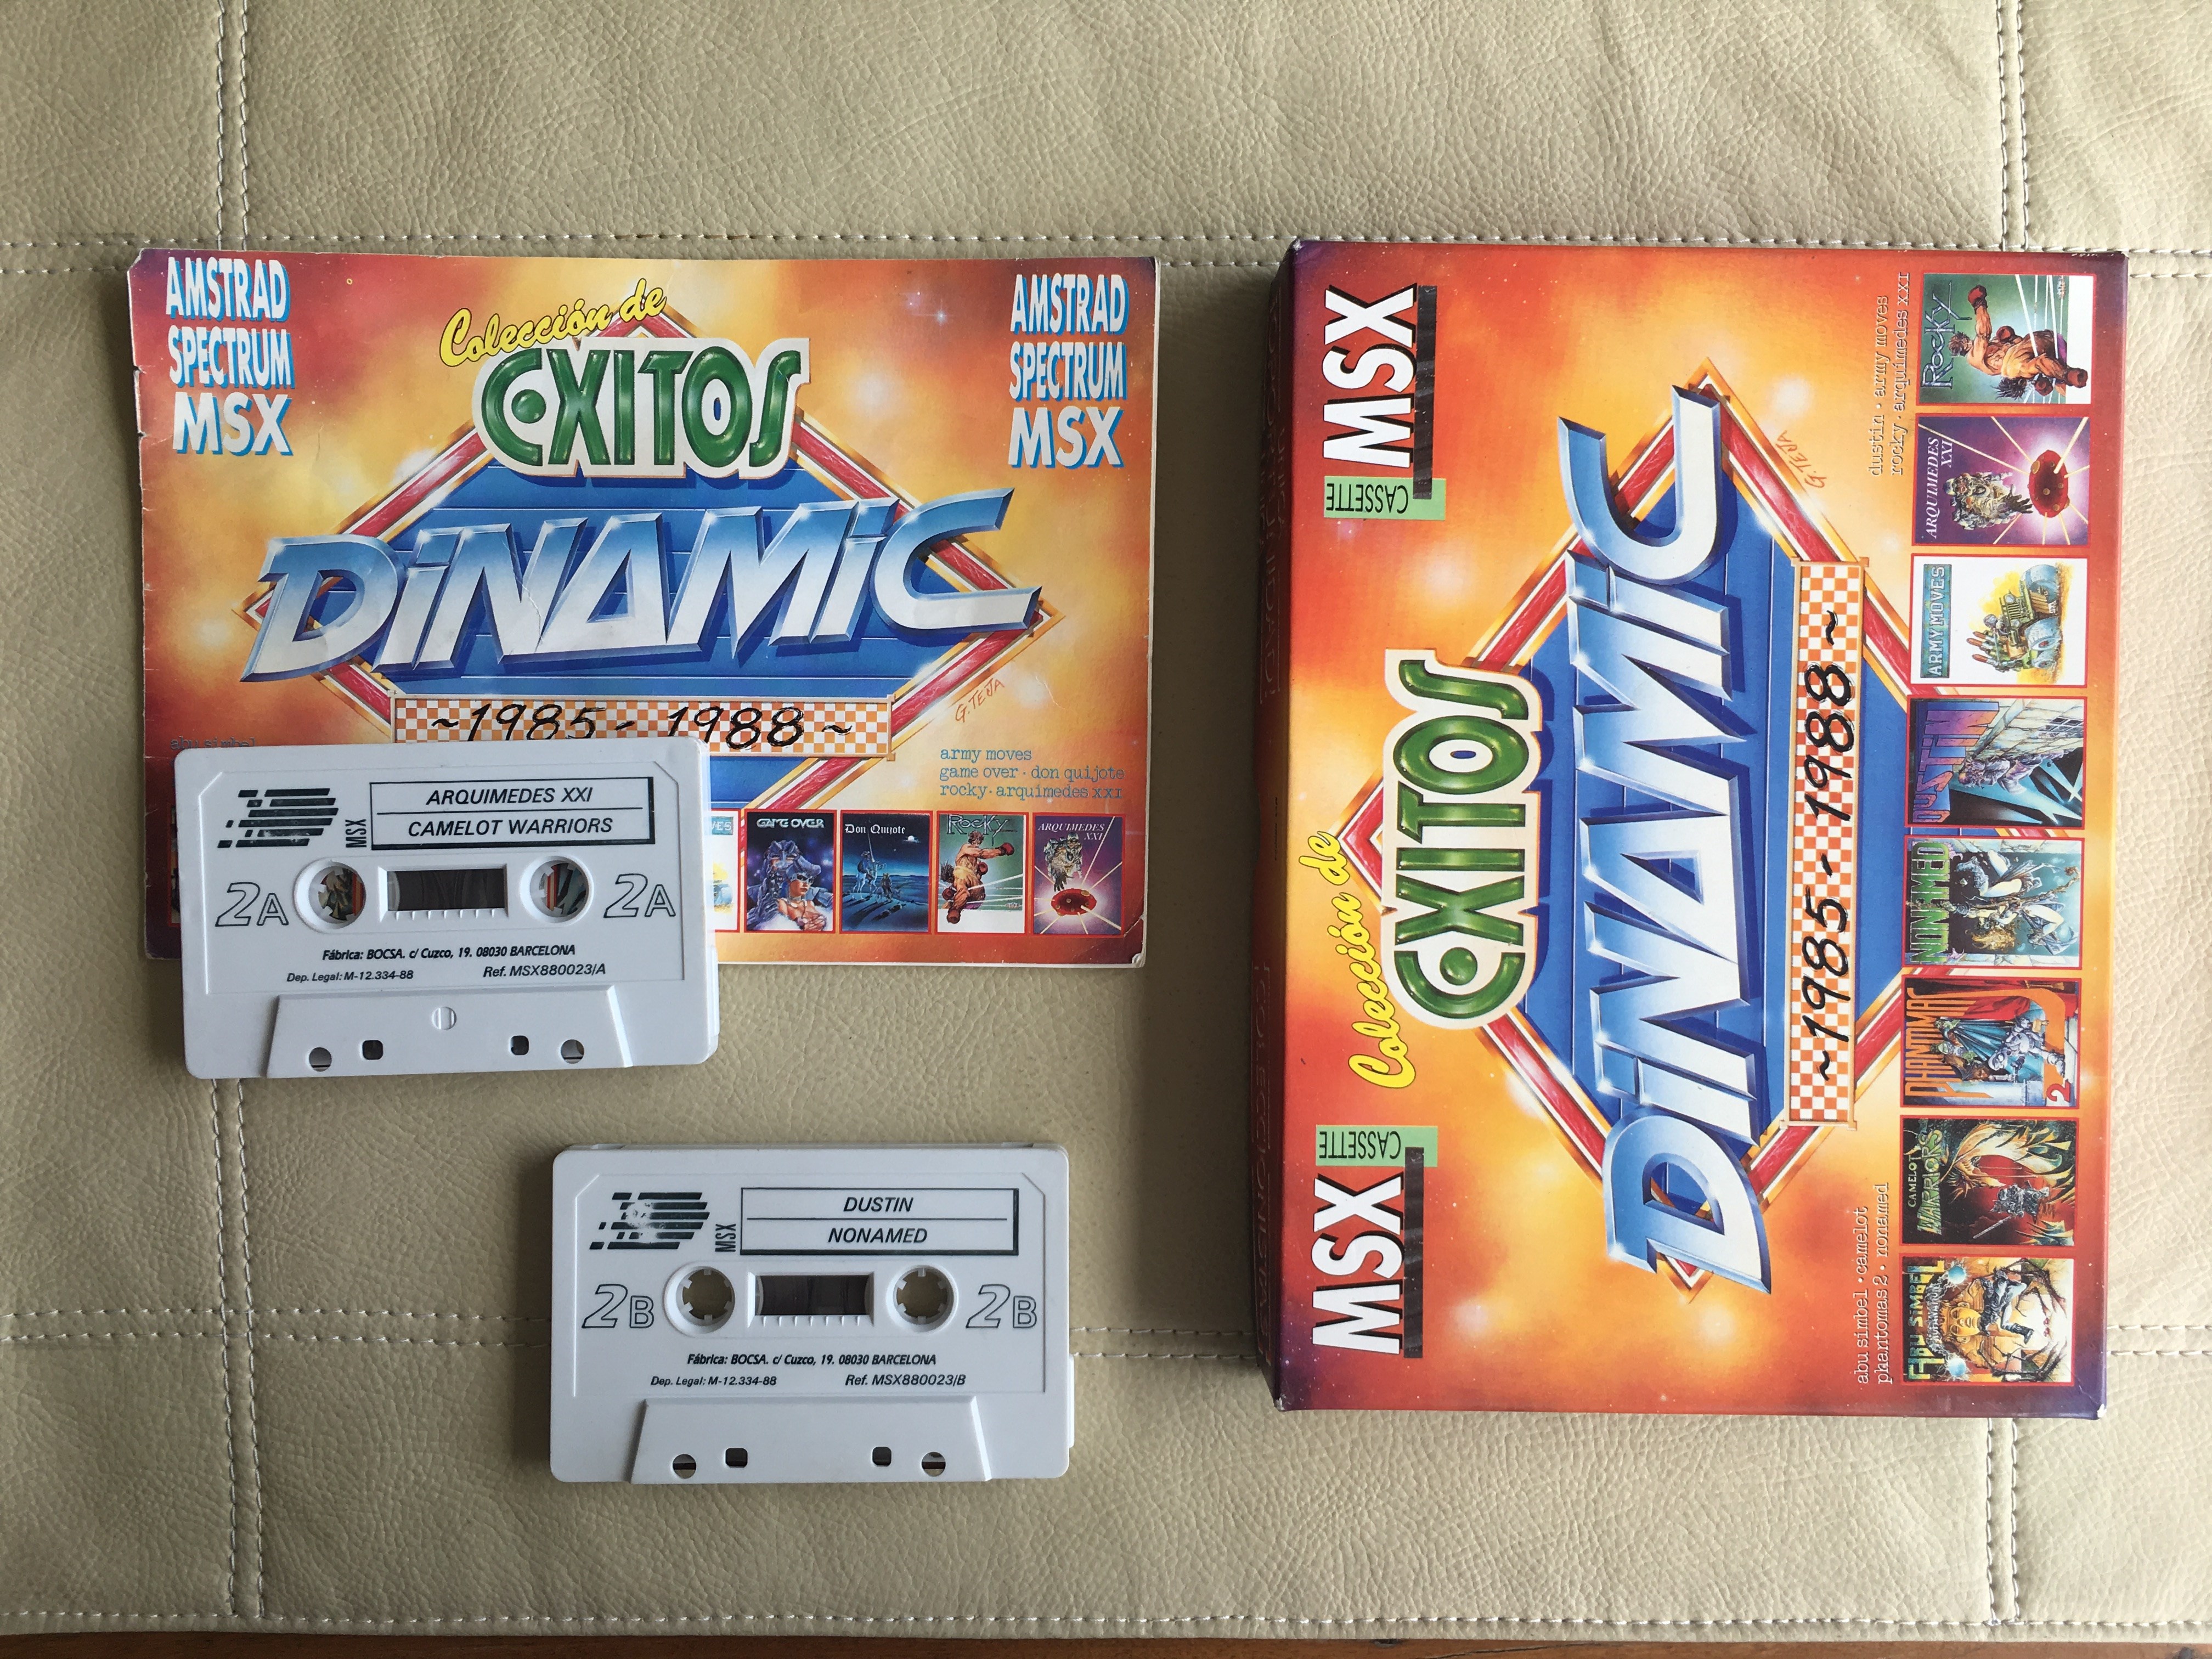 AMSTRAD
SPECTRUM
MSX
Colección de
EXITOS
DINAMIC
~1985-1988~
G. TEJA
AMSTRAD
SPECTRUM
MSX
abu simbel
army moves
game over · don quijote
rocky · arquimedes xxi
GAME OVER
Don Quijote
ROCKY
ARQUIMEDES
XXI
MSX
ARQUIMEDES XXI
CAMELOT WARRIORS
2A
2A
Fábrica: BOCSA. c/ Cuzco, 19. 08030 BARCELONA
Dep. Legal: M-12.334-88 Ref. MSX880023/A
MSX
DUSTIN
NONAMED
2B
2B
Fábrica: BOCSA. c/ Cuzco, 19. 08030 BARCELONA
Dep. Legal: M-12.334-88 Ref. MSX880023/B
MSX
CASSETTE
Colección de
EXITOS
MSX
CASSETTE
DINAMIC
~1985-1988~
G. TEJA
abu simbel · camelot
phantomas 2 · nonamed
dustin · army moves
rocky · arquimedes XXI
ABU SIMBEL
PROFANATION
CAMELOT
WARRIORS
PHANTOMAS
2
NONAMED
DUSTIN
ARMY MOVES
ARQUIMEDES
XXI
ROCKY